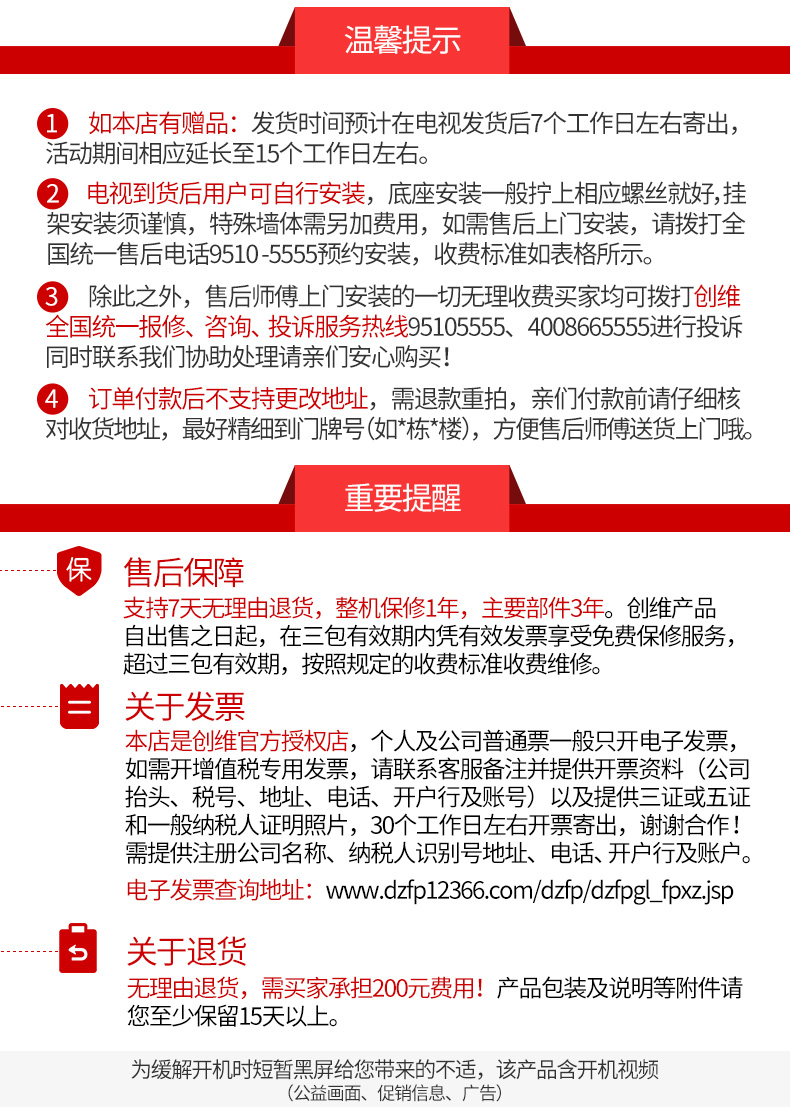 温馨提示
1 如本店有赠品：发货时间预计在电视发货后7个工作日左右寄出，
活动期间相应延长至15个工作日左右。
2 电视到货后用户可自行安装，底座安装一般拧上相应螺丝就好,挂
架安装须谨慎，特殊墙体需另加费用，如需售后上门安装，请拨打全
国统一售后电话9510-5555预约安装，收费标准如表格所示。
3 除此之外，售后师傅上门安装的一切无理收费买家均可拨打创维
全国统一报修、咨询、投诉服务热线95105555、4008665555进行投诉
同时联系我们协助处理请亲们安心购买！
4 订单付款后不支持更改地址，需退款重拍，亲们付款前请仔细核
对收货地址，最好精细到门牌号(如*栋*楼)，方便售后师傅送货上门哦。
重要提醒
保 售后保障
支持7天无理由退货，整机保修1年，主要部件3年。创维产品
自出售之日起，在三包有效期内凭有效发票享受免费保修服务，
超过三包有效期，按照规定的收费标准收费维修。
关于发票
本店是创维官方授权店，个人及公司普通票一般只开电子发票，
如需开增值税专用发票，请联系客服备注并提供开票资料（公司
抬头、税号、地址、电话、开户行及账号）以及提供三证或五证
和一般纳税人证明照片，30个工作日左右开票寄出，谢谢合作！
需提供注册公司名称、纳税人识别号地址、电话、开户行及账户。
电子发票查询地址：www.dzfp12366.com/dzfp/dzfpgl_fpxz.jsp
关于退货
无理由退货，需买家承担200元费用！产品包装及说明等附件请
您至少保留15天以上。
为缓解开机时短暂黑屏给您带来的不适，该产品含开机视频
（公益画面、促销信息、广告）